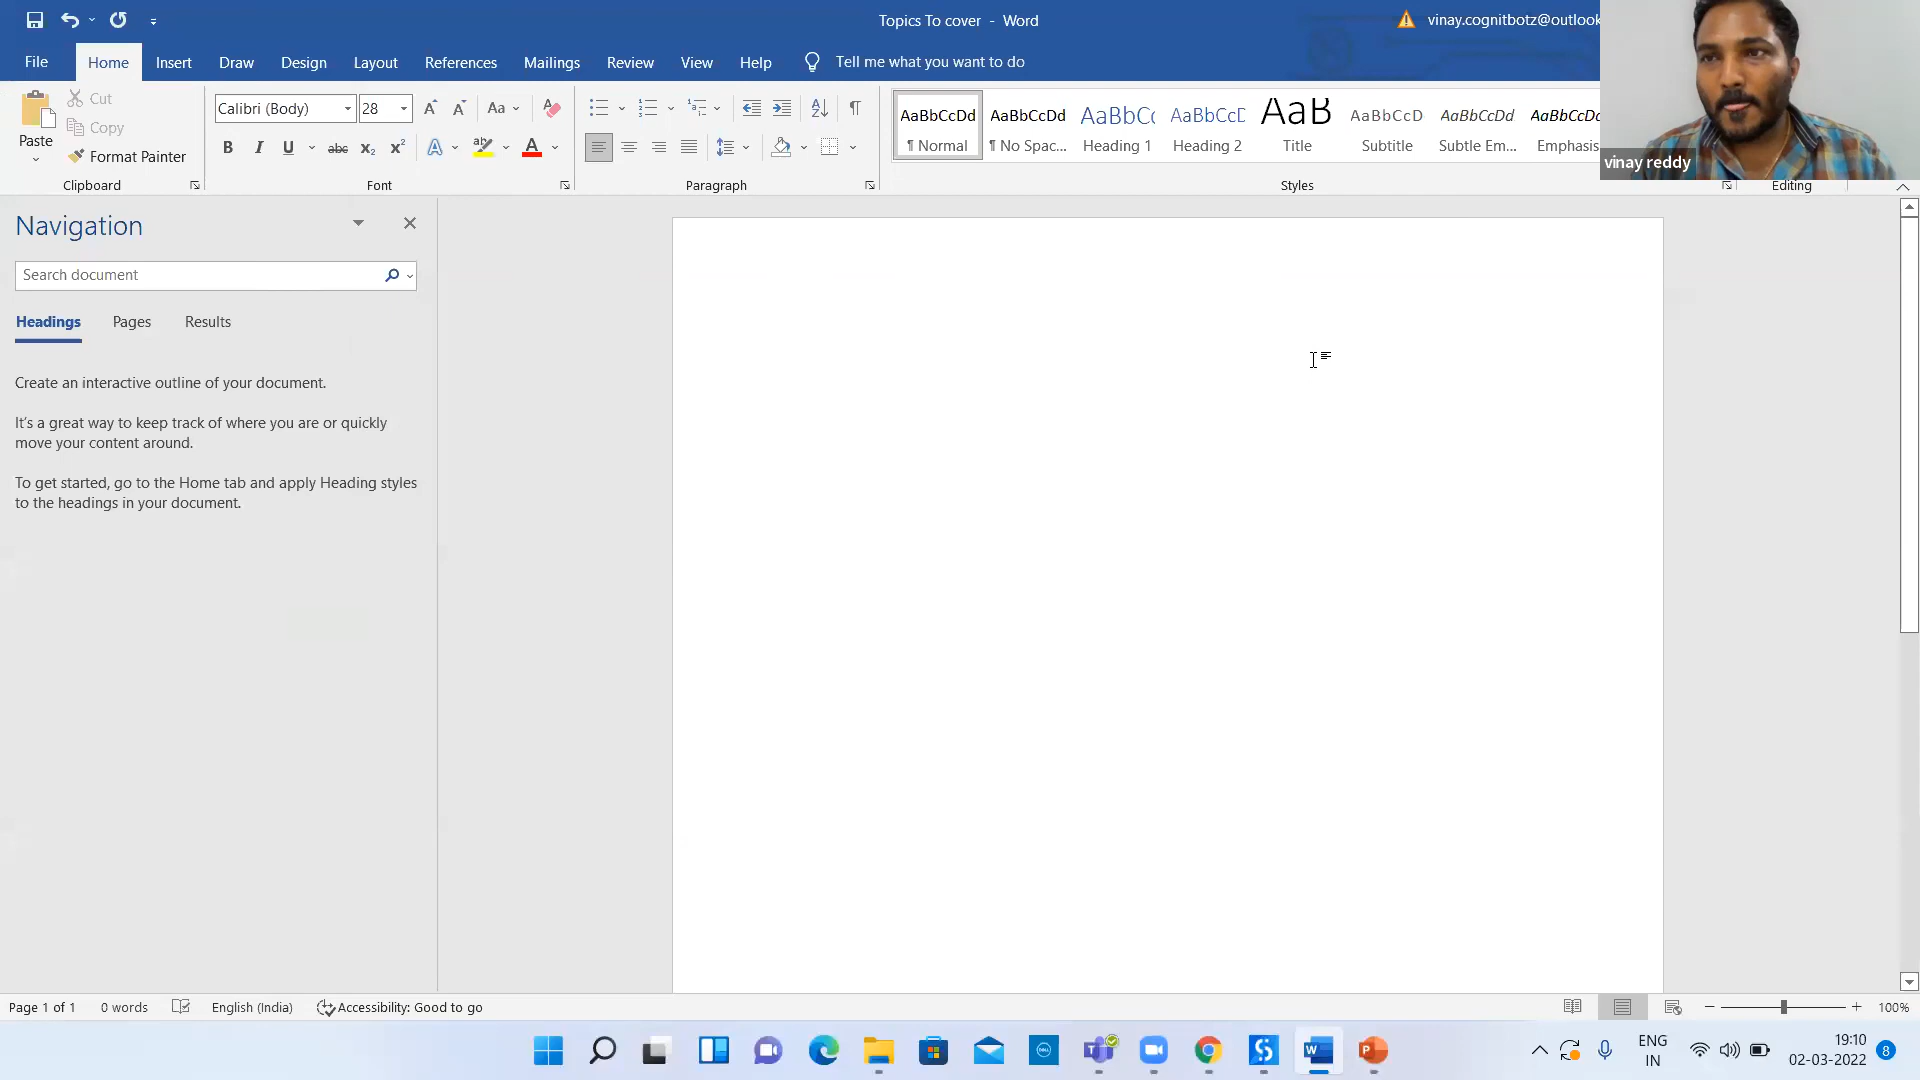 Topics To cover - Word
vinay.cognitbotz@outlook
File Home Insert Draw Design Layout References Mailings Review View Help Tell me what you want to do
Paste
Cut
Copy
Format Painter
Clipboard
Calibri (Body) 28
Aa
B I U abc x₂ x² A A
Font
Paragraph
AaBbCcDd AaBbCcDd AaBbCc AaBbCcD AaB AaBbCcD AaBbCcDd AaBbCcDd
¶ Normal ¶ No Spac... Heading 1 Heading 2 Title Subtitle Subtle Em... Emphasis
Styles
Editing
vinay reddy
Navigation
Search document
Headings Pages Results
Create an interactive outline of your document.
It's a great way to keep track of where you are or quickly
move your content around.
To get started, go to the Home tab and apply Heading styles
to the headings in your document.
Page 1 of 1 0 words English (India) Accessibility: Good to go 100%
ENG
IN
19:10
02-03-2022
8